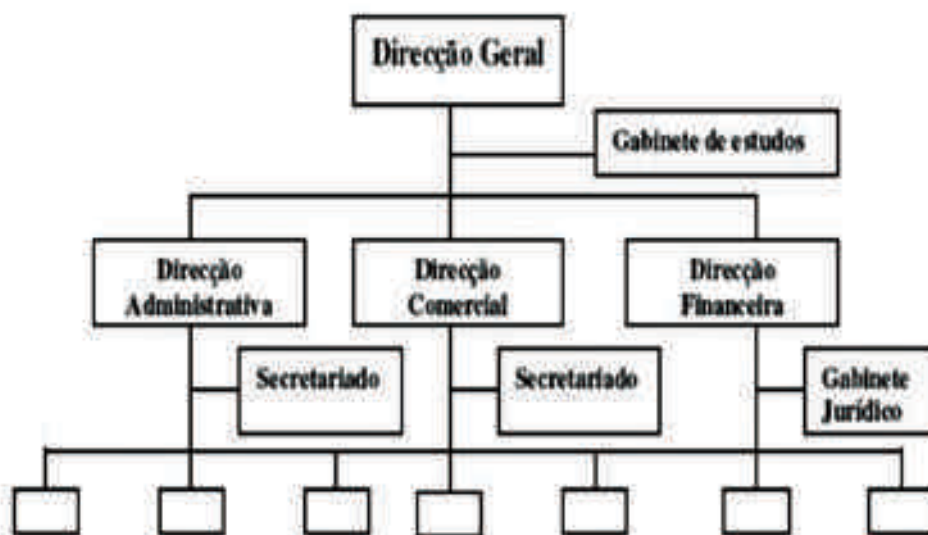 Direcção Geral
Gabinete de estudos
Direcção
Administrativa
Direcção
Comercial
Direcção
Financeira
Secretariado
Secretariado
Gabinete
Jurídico